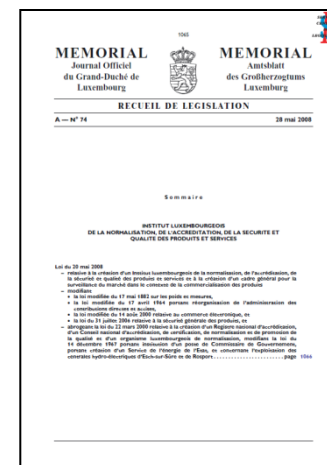 1065
MEMORIAL
Journal Officiel
du Grand-Duché de
Luxembourg
MEMORIAL
Amtsblatt
des Großherzogtums
Luxemburg
RECUEIL DE LEGISLATION
A — N° 74
28 mai 2008
Sommaire
INSTITUT LUXEMBOURGEOIS
DE LA NORMALISATION, DE L'ACCREDITATION, DE LA SECURITE ET
QUALITE DES PRODUITS ET SERVICES
Loi du 20 mai 2008
– relative à la création d'un Institut luxembourgeois de la normalisation, de l'accréditation, de
la sécurité et qualité des produits et services et à la création d'un cadre général pour la
surveillance du marché dans le contexte de la commercialisation des produits
– modifiant
• la loi modifiée du 17 mai 1882 sur les poids et mesures,
• la loi modifiée du 17 avril 1964 portant réorganisation de l'administration des
contributions directes et accises,
• la loi modifiée du 14 août 2000 relative au commerce électronique, et
• la loi du 31 juillet 2006 relative à la sécurité générale des produits, et
– abrogeant la loi du 22 mars 2000 relative à la création d'un Registre national d'accréditation,
d'un Conseil national d'accréditation, de certification, de normalisation et de promotion de
la qualité et d'un organisme luxembourgeois de normalisation, modifiant la loi du
14 décembre 1967 portant institution d'un poste de Commissaire de Gouvernement,
portant création d'un Service de l'énergie de l'Etat, et concernant l'exploitation des
centrales hydro-électriques d'Esch-sur-Sûre et de Rosport . . . . . . . . . . . . . . . . . . . . . . . page 1066